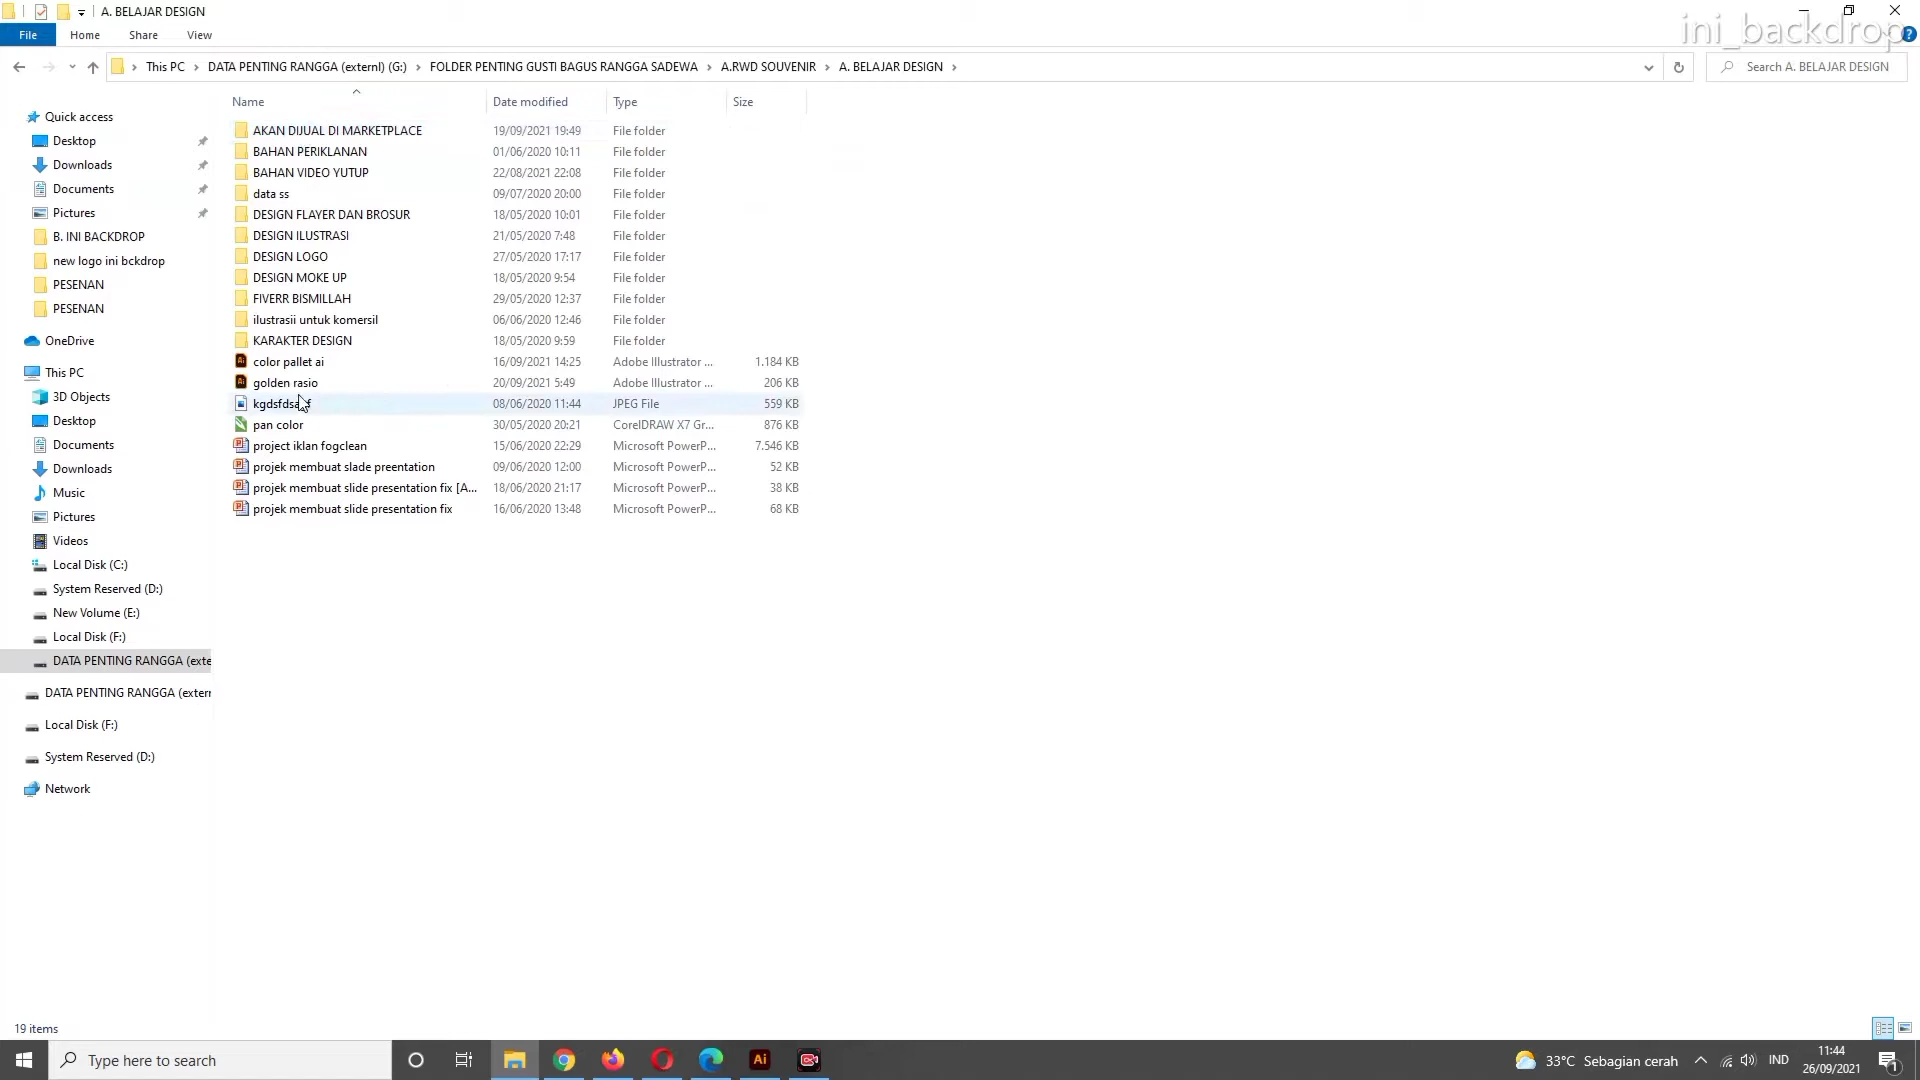 A. BELAJAR DESIGN
ini_backdrop
File Home Share View
This PC DATA PENTING RANGGA (externl) (G:) FOLDER PENTING GUSTI BAGUS RANGGA SADEWA A.RWD SOUVENIR A. BELAJAR DESIGN
Search A. BELAJAR DESIGN
Name Date modified Type Size
Quick access
Desktop
Downloads
Documents
Pictures
B. INI BACKDROP
new logo ini bckdrop
PESENAN
PESENAN
OneDrive
This PC
3D Objects
Desktop
Documents
Downloads
Music
Pictures
Videos
Local Disk (C:)
System Reserved (D:)
New Volume (E:)
Local Disk (F:)
DATA PENTING RANGGA (exte
DATA PENTING RANGGA (extern
Local Disk (F:)
System Reserved (D:)
Network
AKAN DIJUAL DI MARKETPLACE 19/09/2021 19:49 File folder
BAHAN PERIKLANAN 01/06/2020 10:11 File folder
BAHAN VIDEO YUTUP 22/08/2021 22:08 File folder
data ss 09/07/2020 20:00 File folder
DESIGN FLAYER DAN BROSUR 18/05/2020 10:01 File folder
DESIGN ILUSTRASI 21/05/2020 7:48 File folder
DESIGN LOGO 27/05/2020 17:17 File folder
DESIGN MOKE UP 18/05/2020 9:54 File folder
FIVERR BISMILLAH 29/05/2020 12:37 File folder
ilustrasii untuk komersil 06/06/2020 12:46 File folder
KARAKTER DESIGN 18/05/2020 9:59 File folder
color pallet ai 16/09/2021 14:25 Adobe Illustrator ... 1.184 KB
golden rasio 20/09/2021 5:49 Adobe Illustrator ... 206 KB
08/06/2020 11:44 JPEG File 559 KB
pan color 30/05/2020 20:21 CorelDRAW X7 Gr... 876 KB
project iklan fogclean 15/06/2020 22:29 Microsoft PowerP... 7.546 KB
projek membuat slade preentation 09/06/2020 12:00 Microsoft PowerP... 52 KB
projek membuat slide presentation fix [A... 18/06/2020 21:17 Microsoft PowerP... 38 KB
projek membuat slide presentation fix 16/06/2020 13:48 Microsoft PowerP... 68 KB
19 items
Type here to search
Ai
33°C Sebagian cerah
IND
11:44
26/09/2021
1